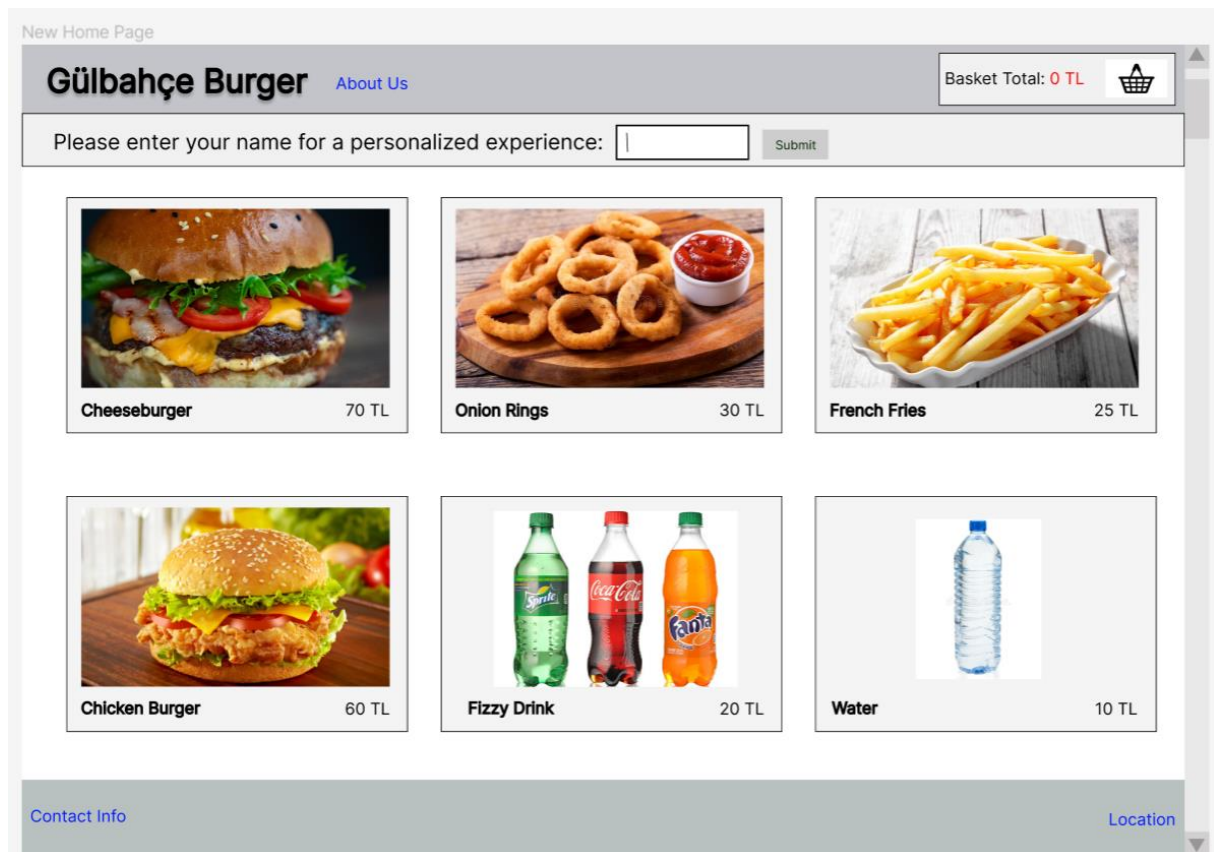 New Home Page
Gülbahçe Burger About Us Basket Total: 0 TL
Please enter your name for a personalized experience: Submit
Cheeseburger 70 TL Onion Rings 30 TL French Fries 25 TL
Sprite Coca-Cola Fanta
Chicken Burger 60 TL Fizzy Drink 20 TL Water 10 TL
Contact Info Location